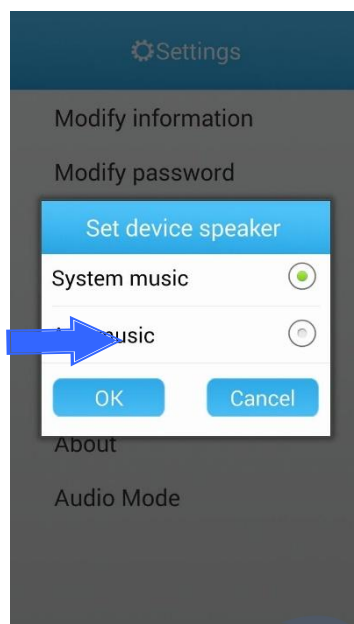 Settings
Modify information
Modify password
Set device speaker
System music
music
OK
Cancel
About
Audio Mode